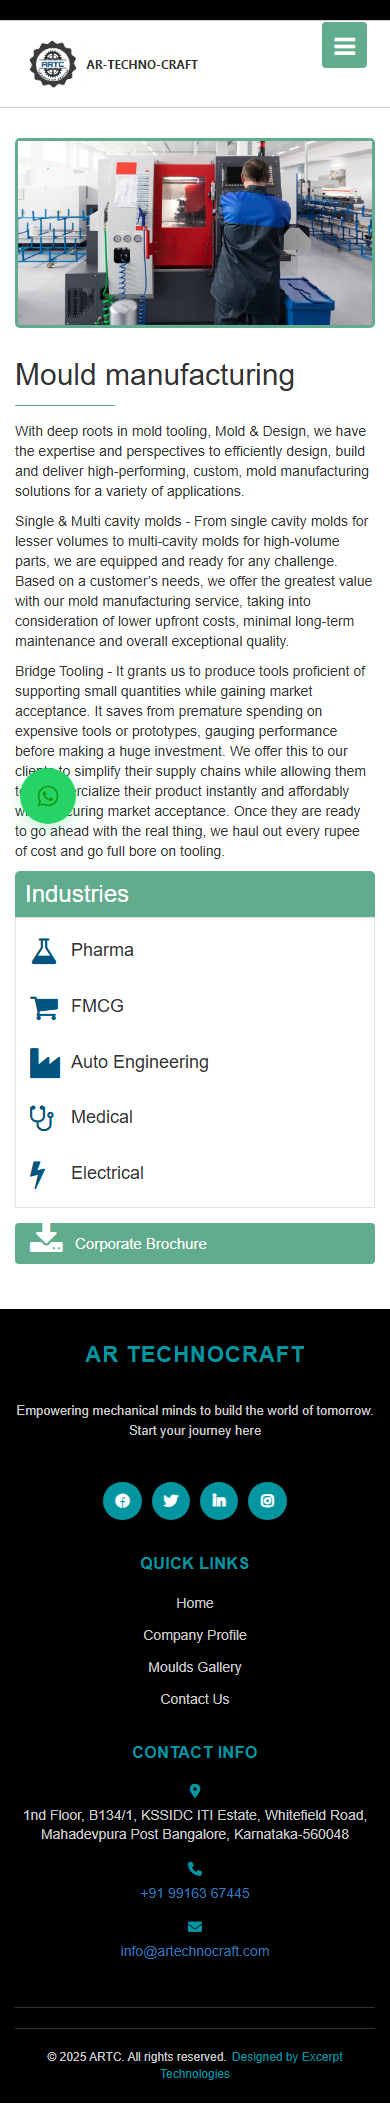 ARTC
AR-TECHNO-CRAFT
Mould manufacturing
With deep roots in mold tooling, Mold & Design, we have
the expertise and perspectives to efficiently design, build
and deliver high-performing, custom, mold manufacturing
solutions for a variety of applications.
Single & Multi cavity molds - From single cavity molds for
lesser volumes to multi-cavity molds for high-volume
parts, we are equipped and ready for any challenge.
Based on a customer’s needs, we offer the greatest value
with our mold manufacturing service, taking into
consideration of lower upfront costs, minimal long-term
maintenance and overall exceptional quality.
Bridge Tooling - It grants us to produce tools proficient of
supporting small quantities while gaining market
acceptance. It saves from premature spending on
expensive tools or prototypes, gauging performance
before making a huge investment. We offer this to our
to simplify their supply chains while allowing them
their product instantly and affordably
market acceptance. Once they are ready
to go ahead with the real thing, we haul out every rupee
of cost and go full bore on tooling.
Industries
Pharma
FMCG
Auto Engineering
Medical
Electrical
Corporate Brochure
AR TECHNOCRAFT
Empowering mechanical minds to build the world of tomorrow.
Start your journey here
QUICK LINKS
Home
Company Profile
Moulds Gallery
Contact Us
CONTACT INFO
1nd Floor, B134/1, KSSIDC ITI Estate, Whitefield Road,
Mahadevpura Post Bangalore, Karnataka-560048
+91 99163 67445
info@artechnocraft.com
© 2025 ARTC. All rights reserved. Designed by Excerpt
Technologies